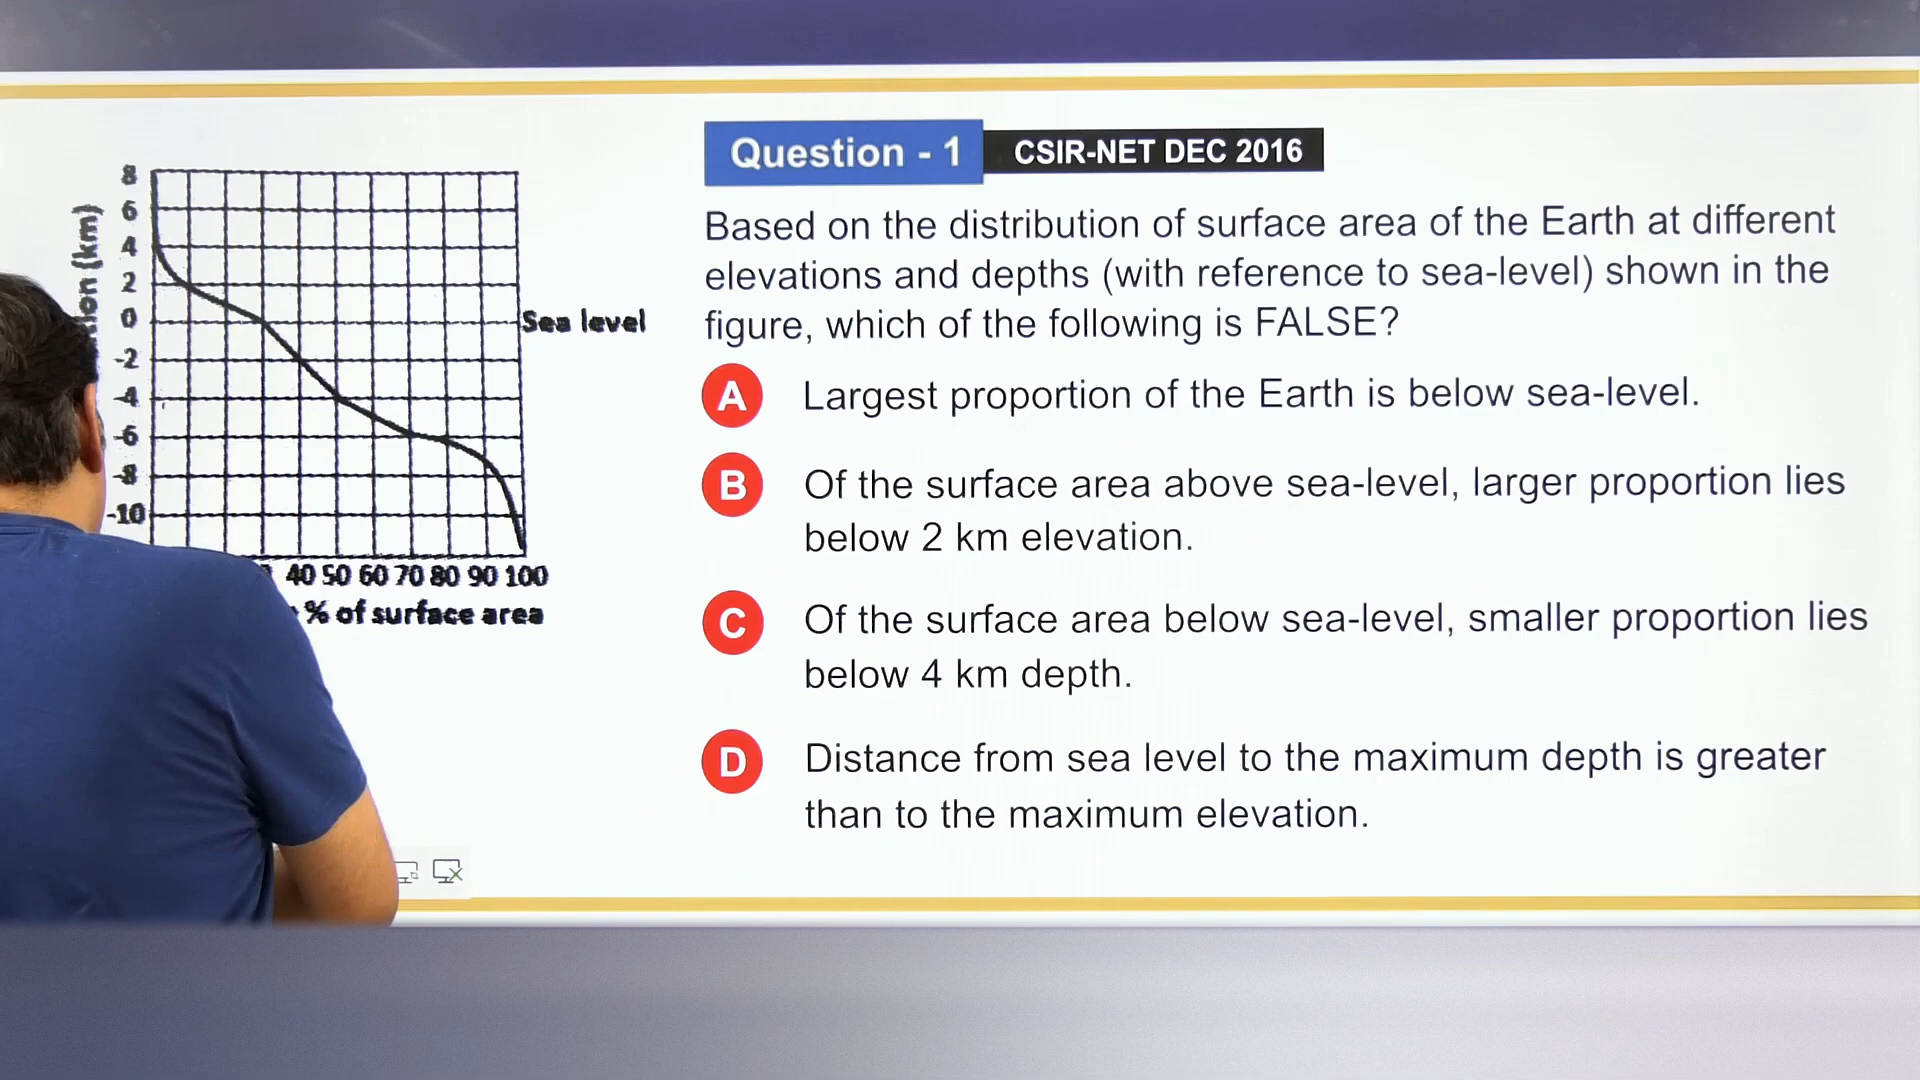 Question - 1
CSIR-NET DEC 2016
Based on the distribution of surface area of the Earth at different
elevations and depths (with reference to sea-level) shown in the
figure, which of the following is FALSE?
A Largest proportion of the Earth is below sea-level.
B Of the surface area above sea-level, larger proportion lies
below 2 km elevation.
C Of the surface area below sea-level, smaller proportion lies
below 4 km depth.
D Distance from sea level to the maximum depth is greater
than to the maximum elevation.
(km)
8
6
4
2
0
-2
-4
-6
-8
-10
Sea level
40 50 60 70 80 90 100
% of surface area